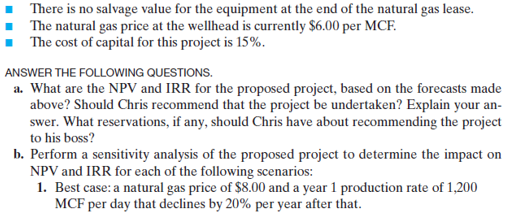 ■ There is no salvage value for the equipment at the end of the natural gas lease.
■ The natural gas price at the wellhead is currently $6.00 per MCF.
■ The cost of capital for this project is 15%.
ANSWER THE FOLLOWING QUESTIONS.
a. What are the NPV and IRR for the proposed project, based on the forecasts made
above? Should Chris recommend that the project be undertaken? Explain your an-
swer. What reservations, if any, should Chris have about recommending the project
to his boss?
b. Perform a sensitivity analysis of the proposed project to determine the impact on
NPV and IRR for each of the following scenarios:
1. Best case: a natural gas price of $8.00 and a year 1 production rate of 1,200
MCF per day that declines by 20% per year after that.